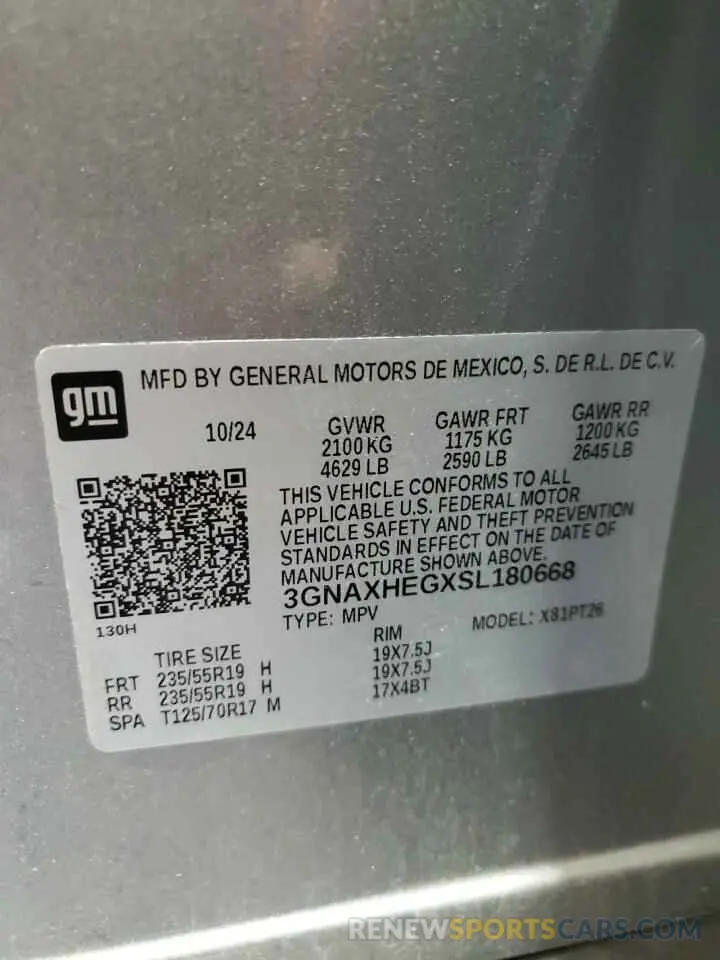 gm
MFD BY GENERAL MOTORS DE MEXICO, S. DE R.L. DE C.V.
10/24
GVWR GAWR FRT GAWR RR
2100 KG 1175 KG 1200 KG
4629 LB 2590 LB 2645 LB
THIS VEHICLE CONFORMS TO ALL
APPLICABLE U.S. FEDERAL MOTOR
VEHICLE SAFETY AND THEFT PREVENTION
STANDARDS IN EFFECT ON THE DATE OF
MANUFACTURE SHOWN ABOVE.
3GNAXHEGXSL180668
130H
TYPE: MPV MODEL: X81PT26
TIRE SIZE RIM
FRT 235/55R19 H 19X7.5J
RR 235/55R19 H 19X7.5J
SPA T125/70R17 M 17X4BT
RENEWSPORTSCARS.COM